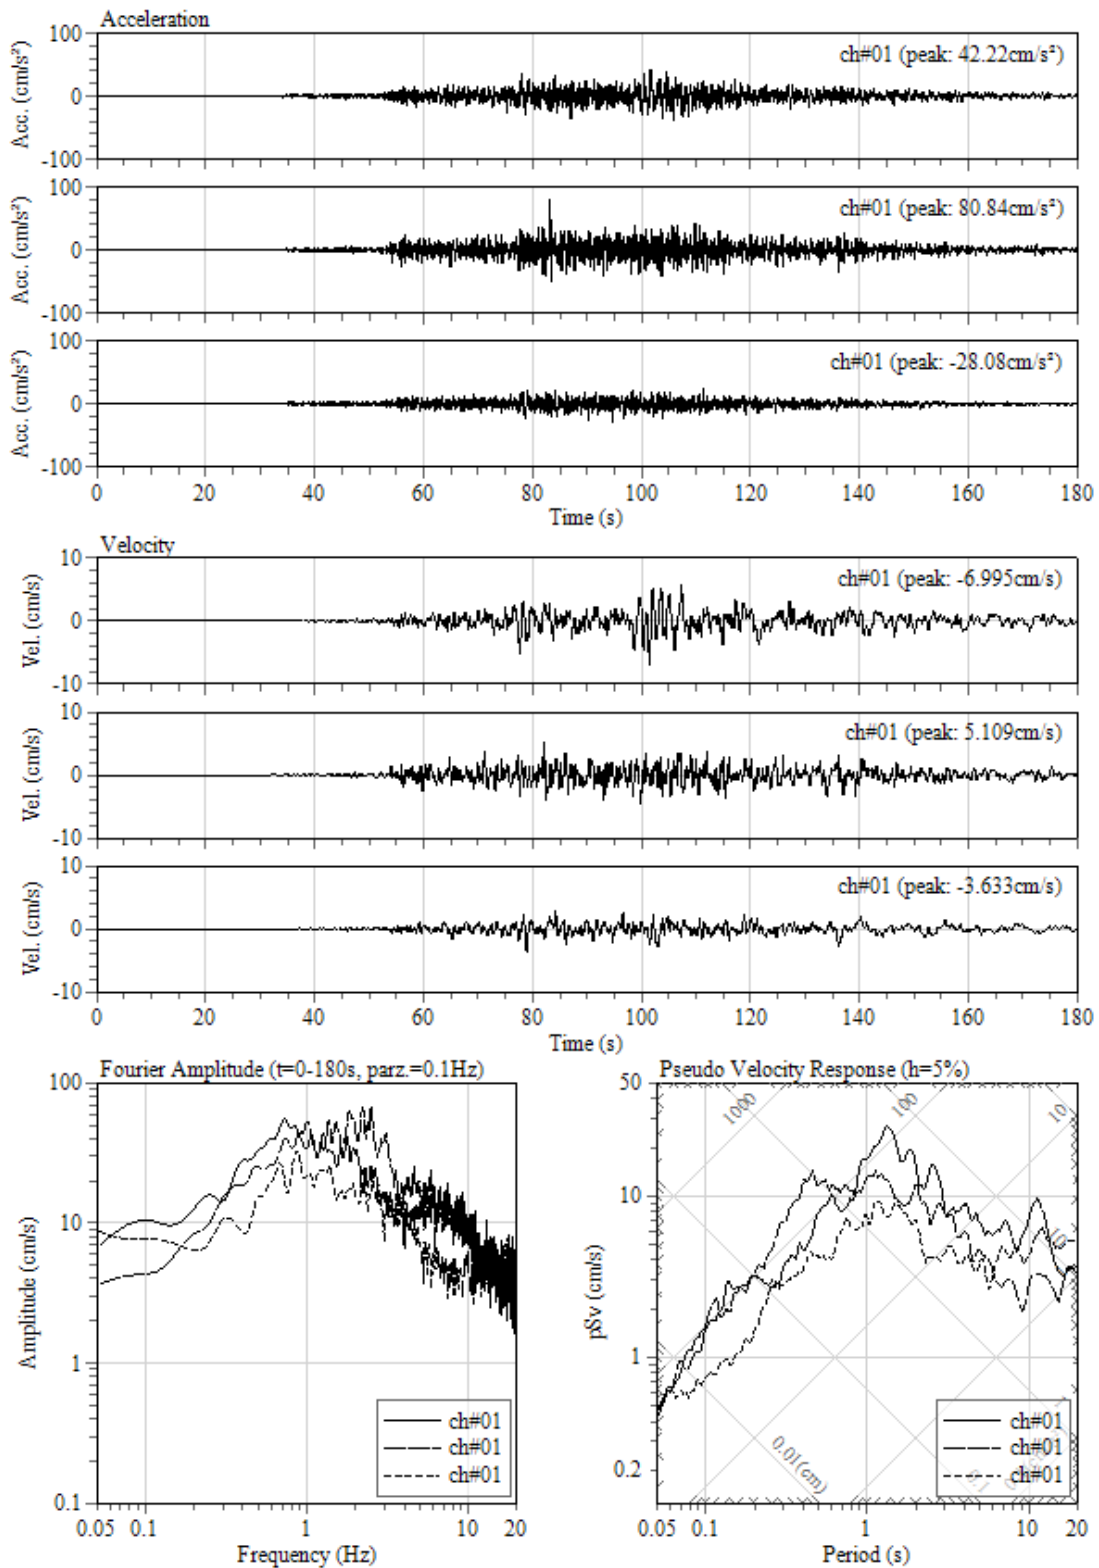 Acceleration
100
0
-100
Acc. (cm/s²)
ch#01 (peak: 42.22cm/s²)
100
0
-100
Acc. (cm/s²)
ch#01 (peak: 80.84cm/s²)
100
0
-100
Acc. (cm/s²)
ch#01 (peak: -28.08cm/s²)
0 20 40 60 80 100 120 140 160 180
Time (s)
Velocity
10
0
-10
Vel. (cm/s)
ch#01 (peak: -6.995cm/s)
10
0
-10
Vel. (cm/s)
ch#01 (peak: 5.109cm/s)
10
0
-10
Vel. (cm/s)
ch#01 (peak: -3.633cm/s)
0 20 40 60 80 100 120 140 160 180
Time (s)
Fourier Amplitude (t=0-180s, parz.=0.1Hz)
100
10
1
0.1
Amplitude (cm/s)
ch#01
ch#01
ch#01
0.05 0.1 1 10 20
Frequency (Hz)
Pseudo Velocity Response (h=5%)
50
10
1
0.2
pSv (cm/s)
1000
100
10
10
0.01(cm)
0.1
ch#01
ch#01
ch#01
0.05 0.1 1 10 20
Period (s)